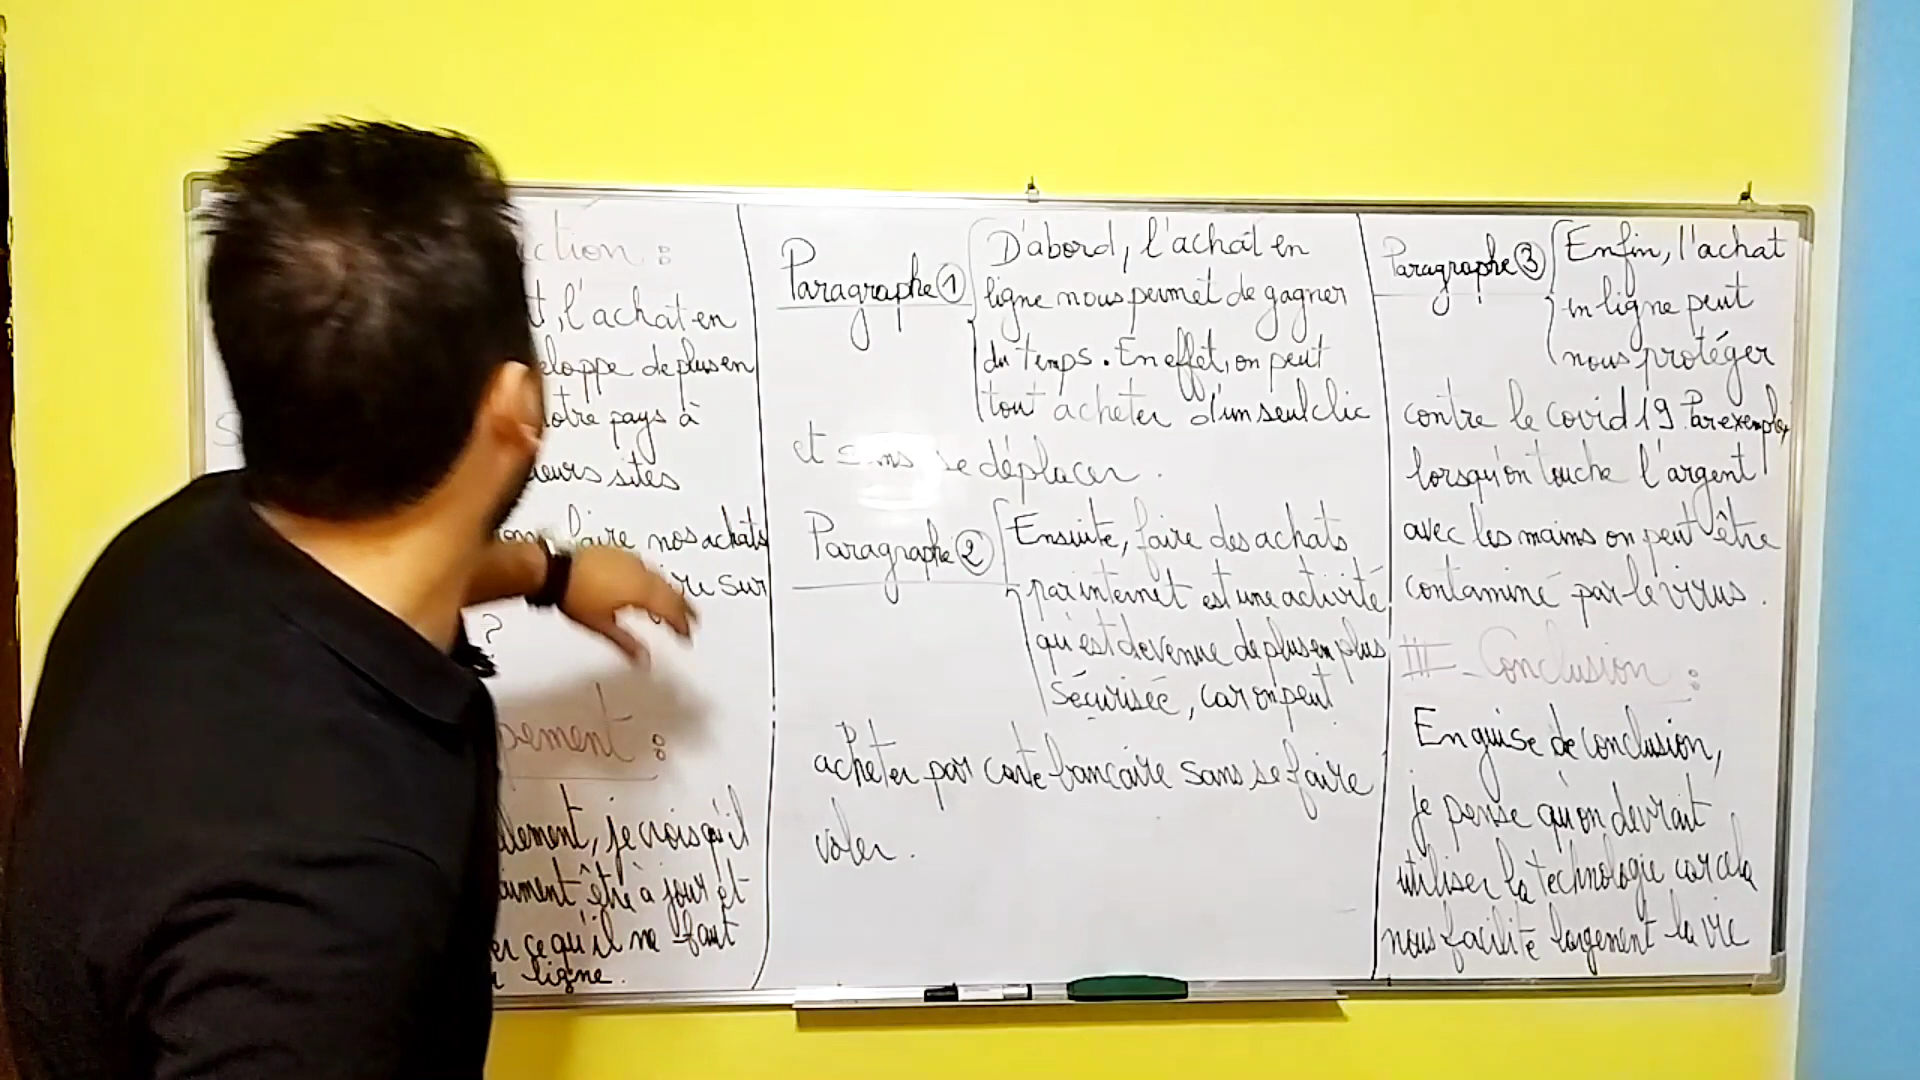 ction :
t, l'achat en
eloppe de plus en
otre pays à
ieurs sites
faire nos achats
ire sur
?
pement :
lement, je crois qu'il
aiment être à jour et
er ce qu'il ne faut
ligne.
Paragraphe 1
D'abord, l'achat en
ligne nous permet de gagner
du temps. En effet, on peut
tout acheter d'un seul clic
et sans se déplacer.
Paragraphe 2
Ensuite, faire des achats
par internet est une activité
qui est devenue de plus en plus
sécurisée, car on peut
acheter par carte bancaire sans se faire
voler.
Paragraphe 3
Enfin, l'achat
en ligne peut
nous protéger
contre le covid 19. Par exemple,
lorsqu'on touche l'argent
avec les mains on peut être
contaminé par le virus.
III - Conclusion :
En guise de conclusion,
je pense qu'on devrait
utiliser la technologie car cela
nous facilite largement la vie